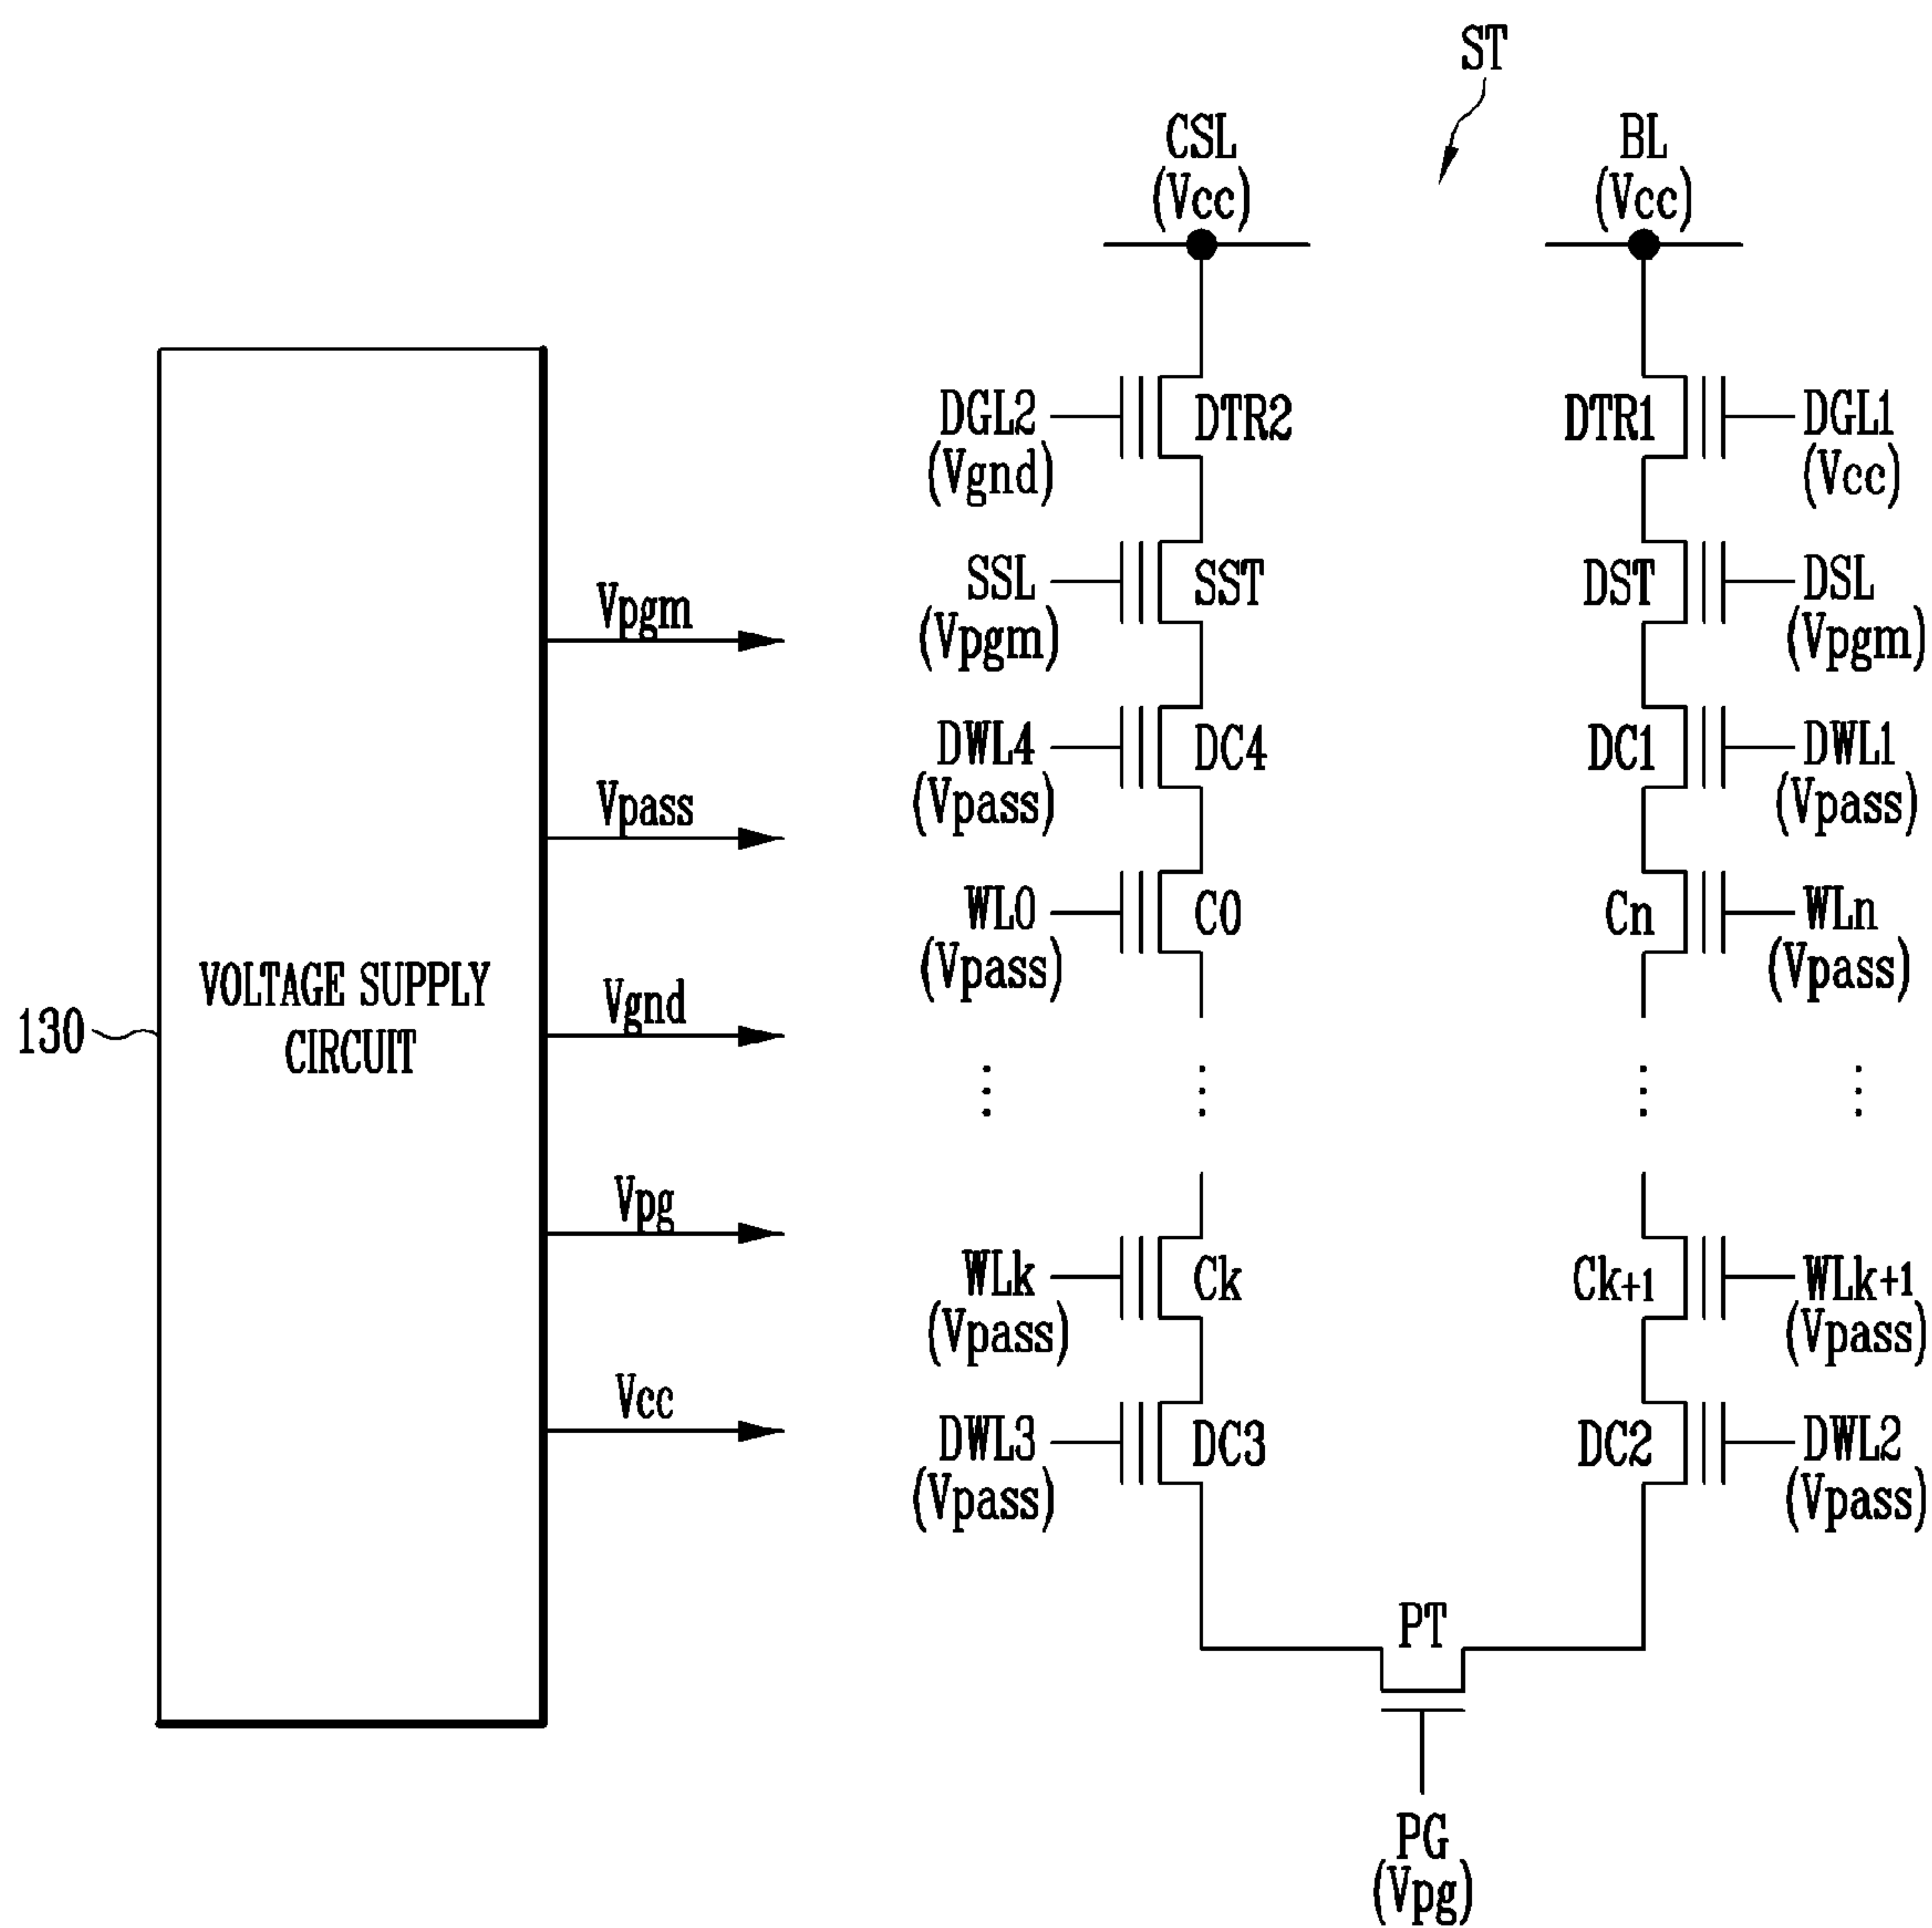 ST
CSL
(Vcc)
BL
(Vcc)
DGL2
(Vgnd)
DTR2
DTR1
DGL1
(Vcc)
SSL
(Vpgm)
SST
DST
DSL
(Vpgm)
DWL4
(Vpass)
DC4
DC1
DWL1
(Vpass)
WL0
(Vpass)
C0
Cn
WLn
(Vpass)
WLk
(Vpass)
Ck
Ck+1
WLk+1
(Vpass)
DWL3
(Vpass)
DC3
DC2
DWL2
(Vpass)
PT
PG
(Vpg)
130
VOLTAGE SUPPLY
CIRCUIT
Vpgm
Vpass
Vgnd
Vpg
Vcc